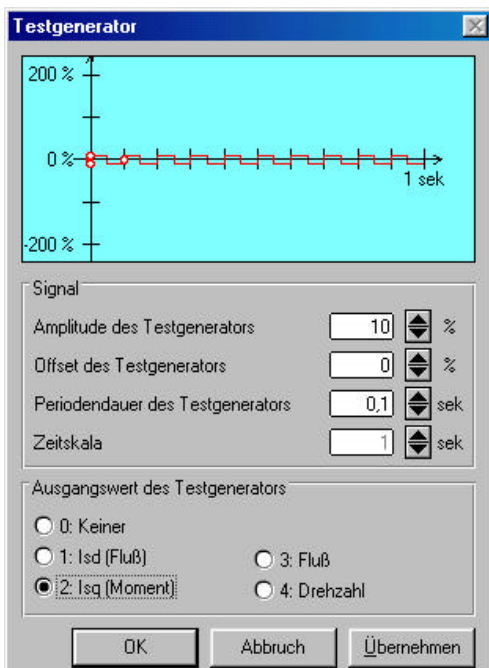 Testgenerator
200 %
0 %
1 sek
-200 %
Signal
Amplitude des Testgenerators 10 %
Offset des Testgenerators 0 %
Periodendauer des Testgenerators 0,1 sek
Zeitskala 1 sek
Ausgangswert des Testgenerators
0: Keiner
1: Isd (Fluß) 3: Fluß
2: Isq (Moment) 4: Drehzahl
OK Abbruch Übernehmen